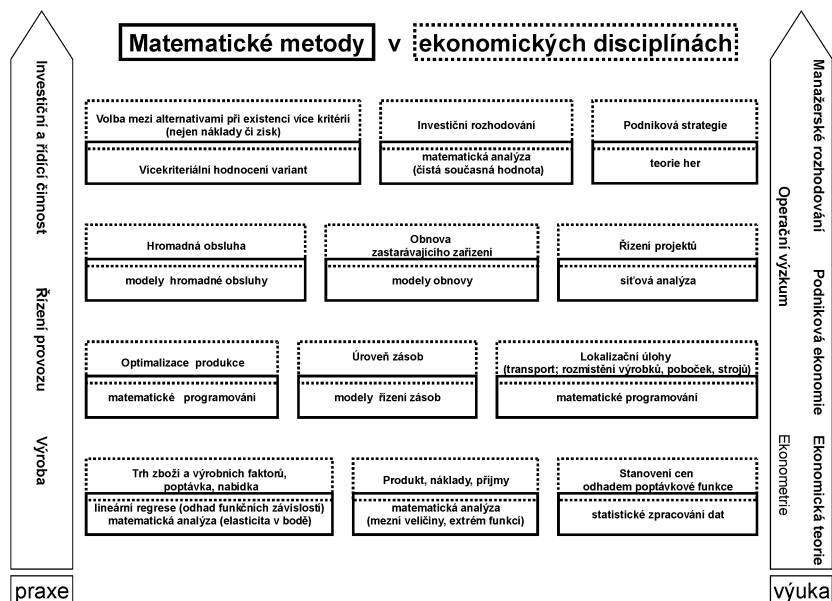 Matematické metody v ekonomických disciplínách
Investiční a řídící činnost
Řízení provozu
Výroba
praxe
Volba mezi alternativami při existenci více kritérií
(nejen náklady či zisk)
Vícekriteriální hodnocení variant
Investiční rozhodování
matematická analýza
(čistá současná hodnota)
Podniková strategie
teorie her
Hromadná obsluha
modely hromadné obsluhy
Obnova
zastarávajícího zařízení
modely obnovy
Řízení projektů
síťová analýza
Optimalizace produkce
matematické programování
Úroveň zásob
modely řízení zásob
Lokalizační úlohy
(transport; rozmistění výrobků, poboček, strojů)
matematické programování
Trh zboží a výrobních faktorů,
poptávka, nabídka
lineární regrese (odhad funkčních závislostí)
matematická analýza (elasticita v bodě)
Produkt, náklady, příjmy
matematická analýza
(mezní veličiny, extrém funkcí)
Stanovení cen
odhadem poptávkové funkce
statistické zpracování dat
Manažerské rozhodování
Operační výzkum
Podniková ekonomie
Ekonometrie
Ekonomická teorie
výuka